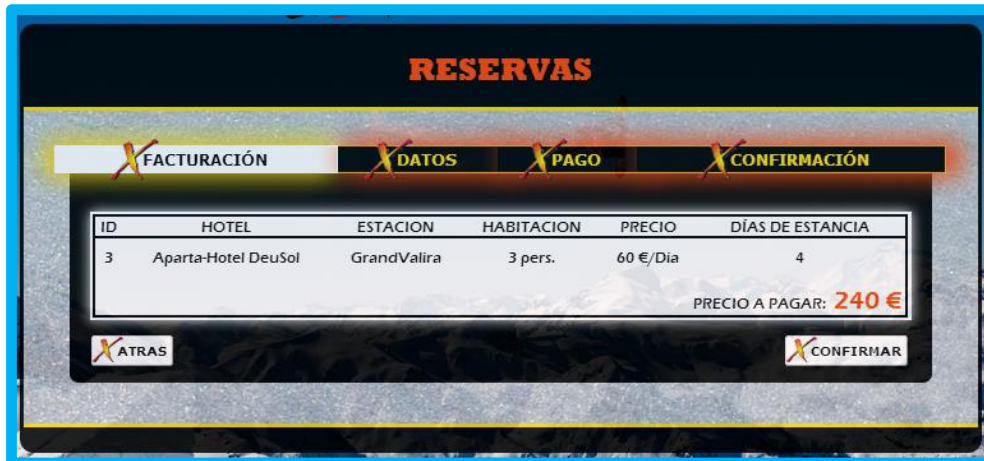 RESERVAS
FACTURACIÓN DATOS PAGO CONFIRMACIÓN
ID HOTEL ESTACION HABITACION PRECIO DÍAS DE ESTANCIA
3 Aparta-Hotel DeuSol GrandValira 3 pers. 60 €/Dia 4
PRECIO A PAGAR: 240 €
ATRAS CONFIRMAR